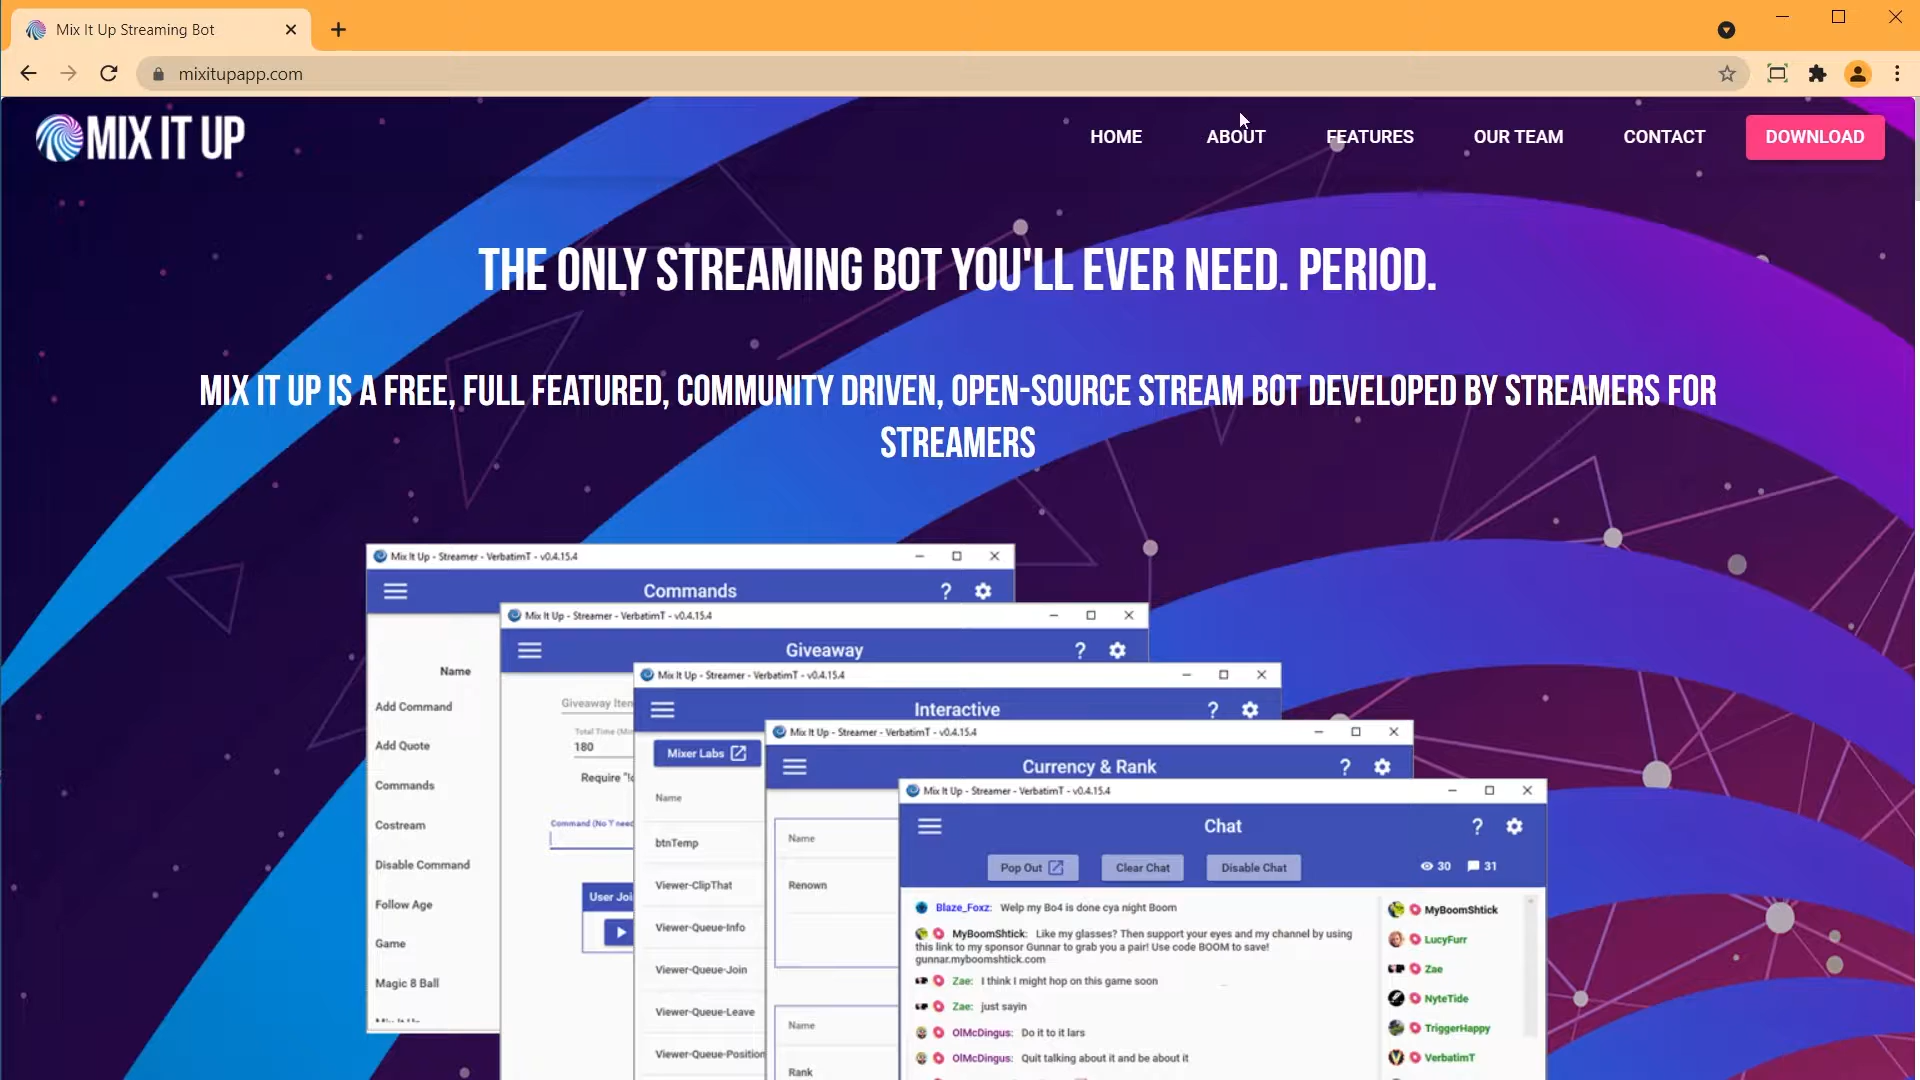 Mix It Up Streaming Bot
mixitupapp.com
MIX IT UP
HOME
ABOUT
FEATURES
OUR TEAM
CONTACT
DOWNLOAD
THE ONLY STREAMING BOT YOU'LL EVER NEED. PERIOD.
MIX IT UP IS A FREE, FULL FEATURED, COMMUNITY DRIVEN, OPEN-SOURCE STREAM BOT DEVELOPED BY STREAMERS FOR
STREAMERS
Mix It Up - Streamer - VerbatimT - v0.4.15.4
Commands
Name
Add Command
Add Quote
Commands
Costream
Disable Command
Follow Age
Game
Magic 8 Ball
Mix It Up - Streamer - VerbatimT - v0.4.15.4
Giveaway
Giveaway
Total Time
180
Require
Command (No
User
Mix It Up - Streamer - VerbatimT - v0.4.15.4
Interactive
Mixer Labs
Name
btnTemp
Viewer-ClipThat
Viewer-Queue-Info
Viewer-Queue-Join
Viewer-Queue-Leave
Viewer-Queue-Position
Mix It Up - Streamer - VerbatimT - v0.4.15.4
Currency & Rank
Name
Renown
Name
Rank
Mix It Up - Streamer - VerbatimT - v0.4.15.4
Chat
Pop Out
Clear Chat
Disable Chat
30
31
Blaze_Foxz: Welp my Bo4 is done cya night Boom
MyBoomShtick: Like my glasses? Then support your eyes and my channel by using
this link to my sponsor Gunnar to grab you a pair! Use code BOOM to save!
gunnar.myboomshtick.com
Zae: I think I might hop on this game soon
Zae: just sayin
OlMcDingus: Do it to it lars
OlMcDingus: Quit talking about it and be about it
MyBoomShtick
LucyFurr
Zae
NyteTide
TriggerHappy
VerbatimT